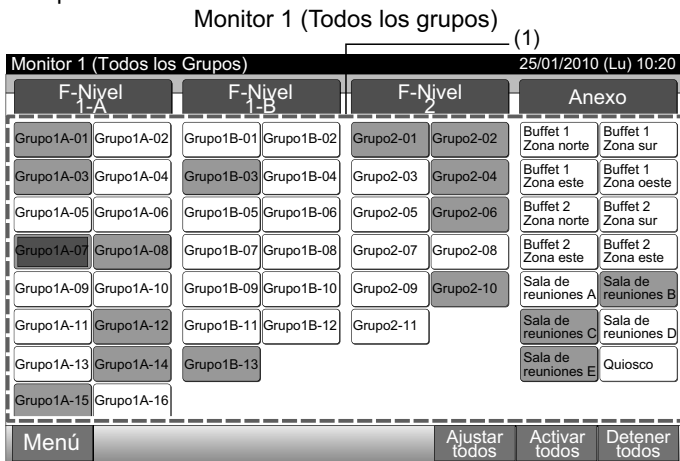 Monitor 1 (Todos los grupos)
(1)
Monitor 1 (Todos los Grupos) 25/01/2010 (Lu) 10:20
F-Nivel
1-A
F-Nivel
1-B
F-Nivel
2
Anexo
Grupo1A-01 Grupo1A-02 Grupo1B-01 Grupo1B-02 Grupo2-01 Grupo2-02
Buffet 1
Zona norte
Buffet 1
Zona sur
Grupo1A-03 Grupo1A-04 Grupo1B-03 Grupo1B-04 Grupo2-03 Grupo2-04
Buffet 1
Zona este
Buffet 1
Zona oeste
Grupo1A-05 Grupo1A-06 Grupo1B-05 Grupo1B-06 Grupo2-05 Grupo2-06
Buffet 2
Zona norte
Buffet 2
Zona sur
Grupo1A-07 Grupo1A-08 Grupo1B-07 Grupo1B-08 Grupo2-07 Grupo2-08
Buffet 2
Zona este
Buffet 2
Zona este
Grupo1A-09 Grupo1A-10 Grupo1B-09 Grupo1B-10 Grupo2-09 Grupo2-10
Sala de
reuniones A
Sala de
reuniones B
Grupo1A-11 Grupo1A-12 Grupo1B-11 Grupo1B-12 Grupo2-11
Sala de
reuniones C
Sala de
reuniones D
Grupo1A-13 Grupo1A-14 Grupo1B-13
Sala de
reuniones E
Quiosco
Grupo1A-15 Grupo1A-16
Menú
Ajustar
todos
Activar
todos
Detener
todos